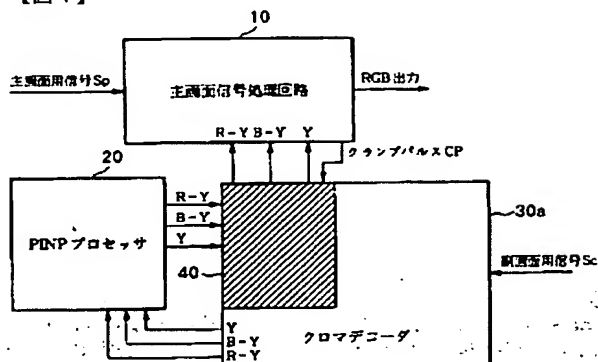 10
主画面用信号Sp
主画面信号処理回路
RGB出力
R-Y B-Y Y
クランプパルスCP
20
R-Y
B-Y
Y
PINPプロセッサ
40
30a
副画面用信号Sc
Y
B-Y
R-Y
クロマデコーダ